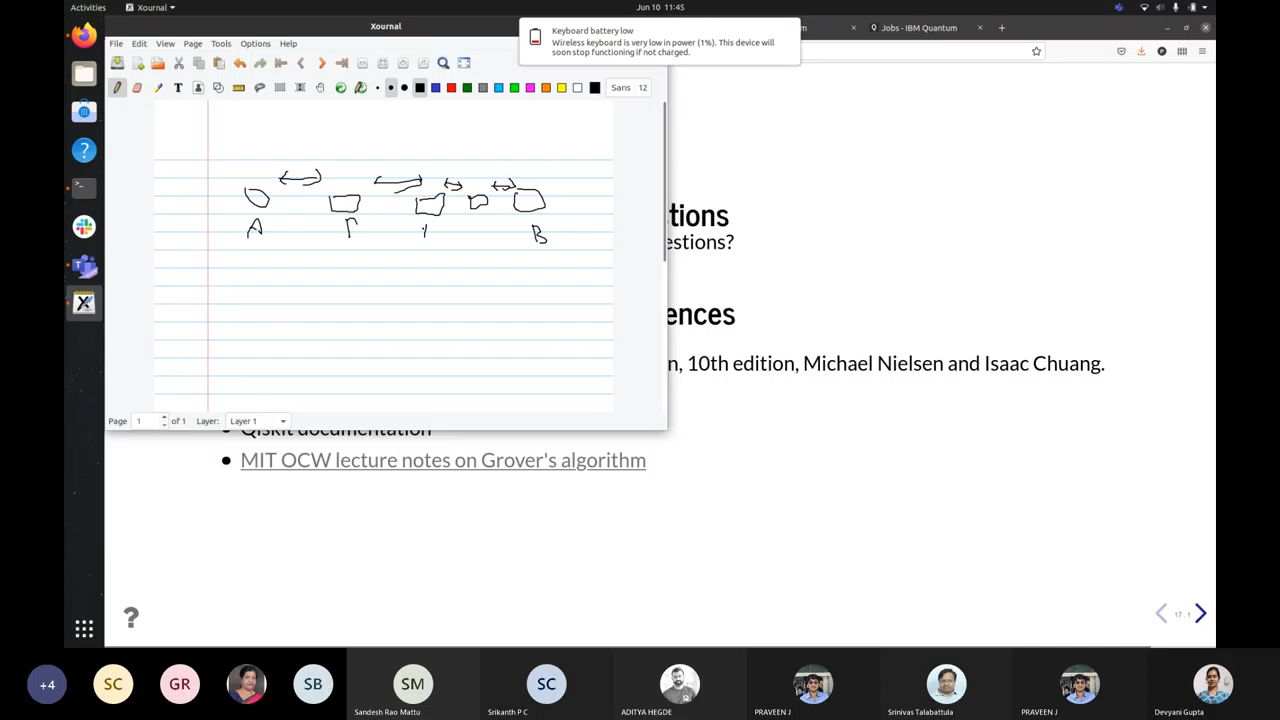 Activities
Xournal
Jun 10 11:45
Xournal
Keyboard battery low
Wireless keyboard is very low in power (1%). This device will
soon stop functioning if not charged.
Jobs - IBM Quantum
File Edit View Pages Tools Options Help
Sans 12
A
B
tions
estions?
ences
n, 10th edition, Michael Nielsen and Isaac Chuang.
Page 1 of 1 Layer: Layer 1
Qiskit documentation
MIT OCW lecture notes on Grover's algorithm
17.1
+4
SC
GR
SB
SM
SC
Sandesh Rao Mattu
Srikanth P C
ADITYA HEGDE
PRAVEEN J
Srinivas Talabattula
PRAVEEN J
Devyani Gupta